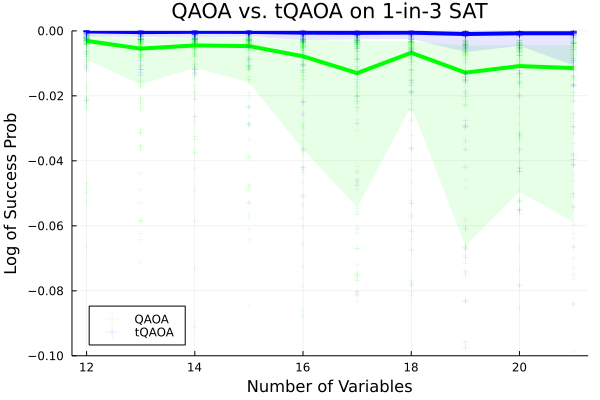 QAOA vs. tQAOA on 1-in-3 SAT
Log of Success Prob
0.00
−0.02
−0.04
−0.06
−0.08
−0.10
QAOA
tQAOA
12 14 16 18 20
Number of Variables